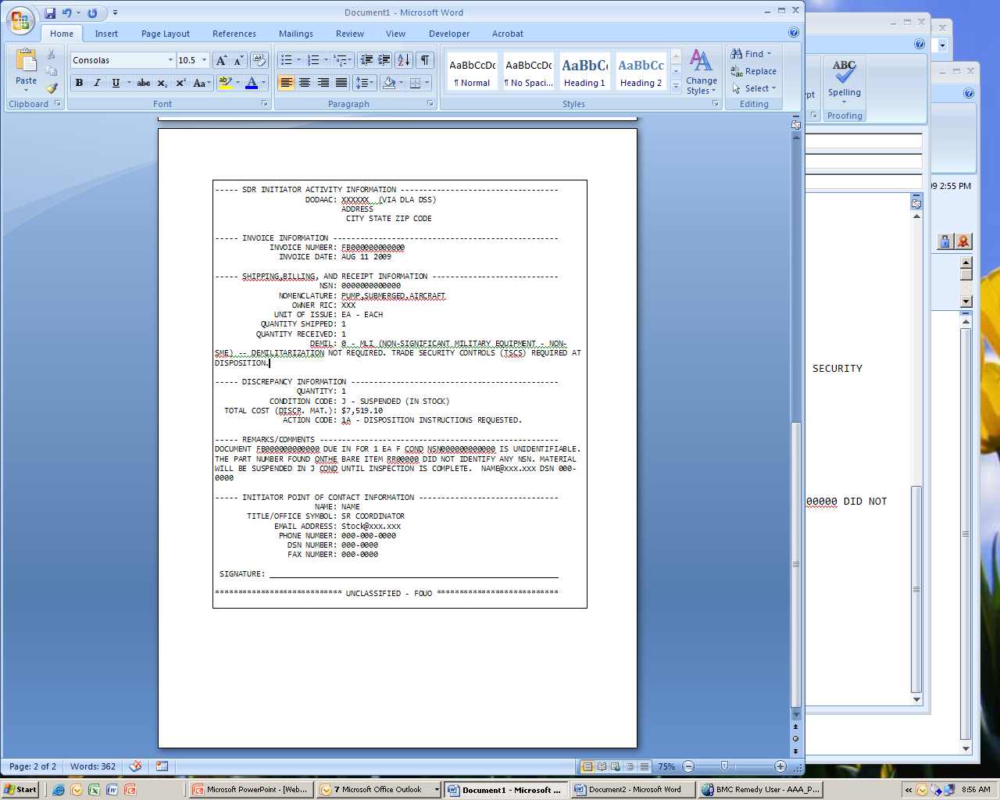 Document1 - Microsoft Word
Home Insert Page Layout References Mailings Review View Developer Acrobat
Paste
Clipboard
Consolas 10.5
B I U abc x₂ x² Aa ab A
Font
Paragraph
AaBbCcDc AaBbCcDc AaBbC AaBbCc
¶ Normal ¶ No Spaci... Heading 1 Heading 2
Change Styles
Styles
Find
Replace
Select
Editing
ABC
Spelling
Proofing
09 2:55 PM
----- SDR INITIATOR ACTIVITY INFORMATION -----------------------------------
DODAAC: XXXXXX (VIA DLA DSS)
ADDRESS
CITY STATE ZIP CODE
----- INVOICE INFORMATION --------------------------------------------------
INVOICE NUMBER: FB000000000000
INVOICE DATE: AUG 11 2009
----- SHIPPING,BILLING, AND RECEIPT INFORMATION ----------------------------
NSN: 0000000000000
NOMENCLATURE: PUMP,SUBMERGED,AIRCRAFT
OWNER RIC: XXX
UNIT OF ISSUE: EA - EACH
QUANTITY SHIPPED: 1
QUANTITY RECEIVED: 1
DEMIL: 0 - MLI (NON-SIGNIFICANT MILITARY EQUIPMENT - NON-
SME) -- DEMILITARIZATION NOT REQUIRED. TRADE SECURITY CONTROLS (TSCS) REQUIRED AT
DISPOSITION.
----- DISCREPANCY INFORMATION ----------------------------------------------
QUANTITY: 1
CONDITION CODE: J - SUSPENDED (IN STOCK)
TOTAL COST (DISCR. MAT.): $7,519.10
ACTION CODE: 1A - DISPOSITION INSTRUCTIONS REQUESTED.
----- REMARKS/COMMENTS -----------------------------------------------------
DOCUMENT FB000000000000 DUE IN FOR 1 EA F COND NSN000000000000 IS UNIDENTIFIABLE.
THE PART NUMBER FOUND ONTHE BARE ITEM RR00000 DID NOT IDENTIFY ANY NSN. MATERIAL
WILL BE SUSPENDED IN J COND UNTIL INSPECTION IS COMPLETE. NAME@xxx.xxx DSN 000-
0000
----- INITIATOR POINT OF CONTACT INFORMATION -------------------------------
NAME: NAME
TITLE/OFFICE SYMBOL: SR COORDINATOR
EMAIL ADDRESS: Stock@xxx.xxx
PHONE NUMBER: 000-000-0000
DSN NUMBER: 000-0000
FAX NUMBER: 000-0000
SIGNATURE: ________________________________________________________________
**************************** UNCLASSIFIED - FOUO ***************************
SECURITY
00000 DID NOT
Page: 2 of 2 Words: 362 75%
Start Microsoft PowerPoint - [Web... 7 Microsoft Office Outlook Document1 - Microsoft ... Document2 - Microsoft Word BMC Remedy User - AAA_P... 8:56 AM